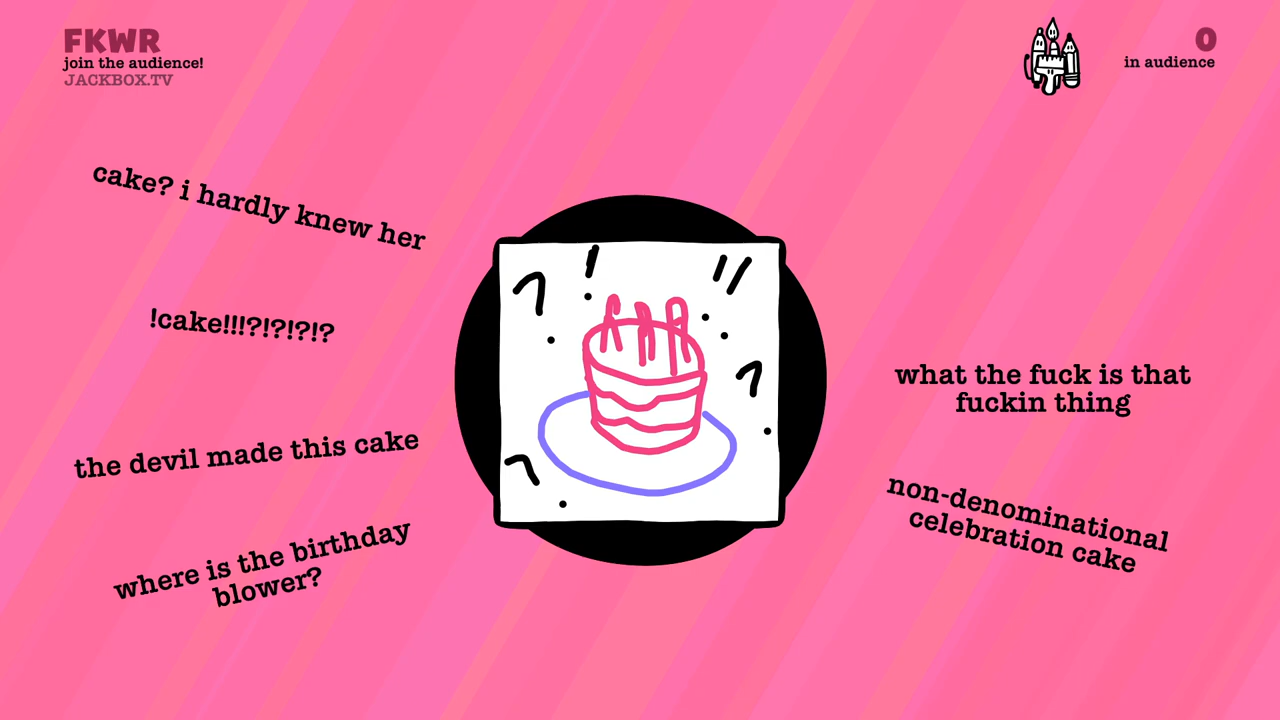 FKWR
join the audience!
JACKBOX.TV
0
in audience
cake? i hardly knew her
!cake!!!?!?!?!?
the devil made this cake
where is the birthday
blower?
what the fuck is that
fuckin thing
non-denominational
celebration cake